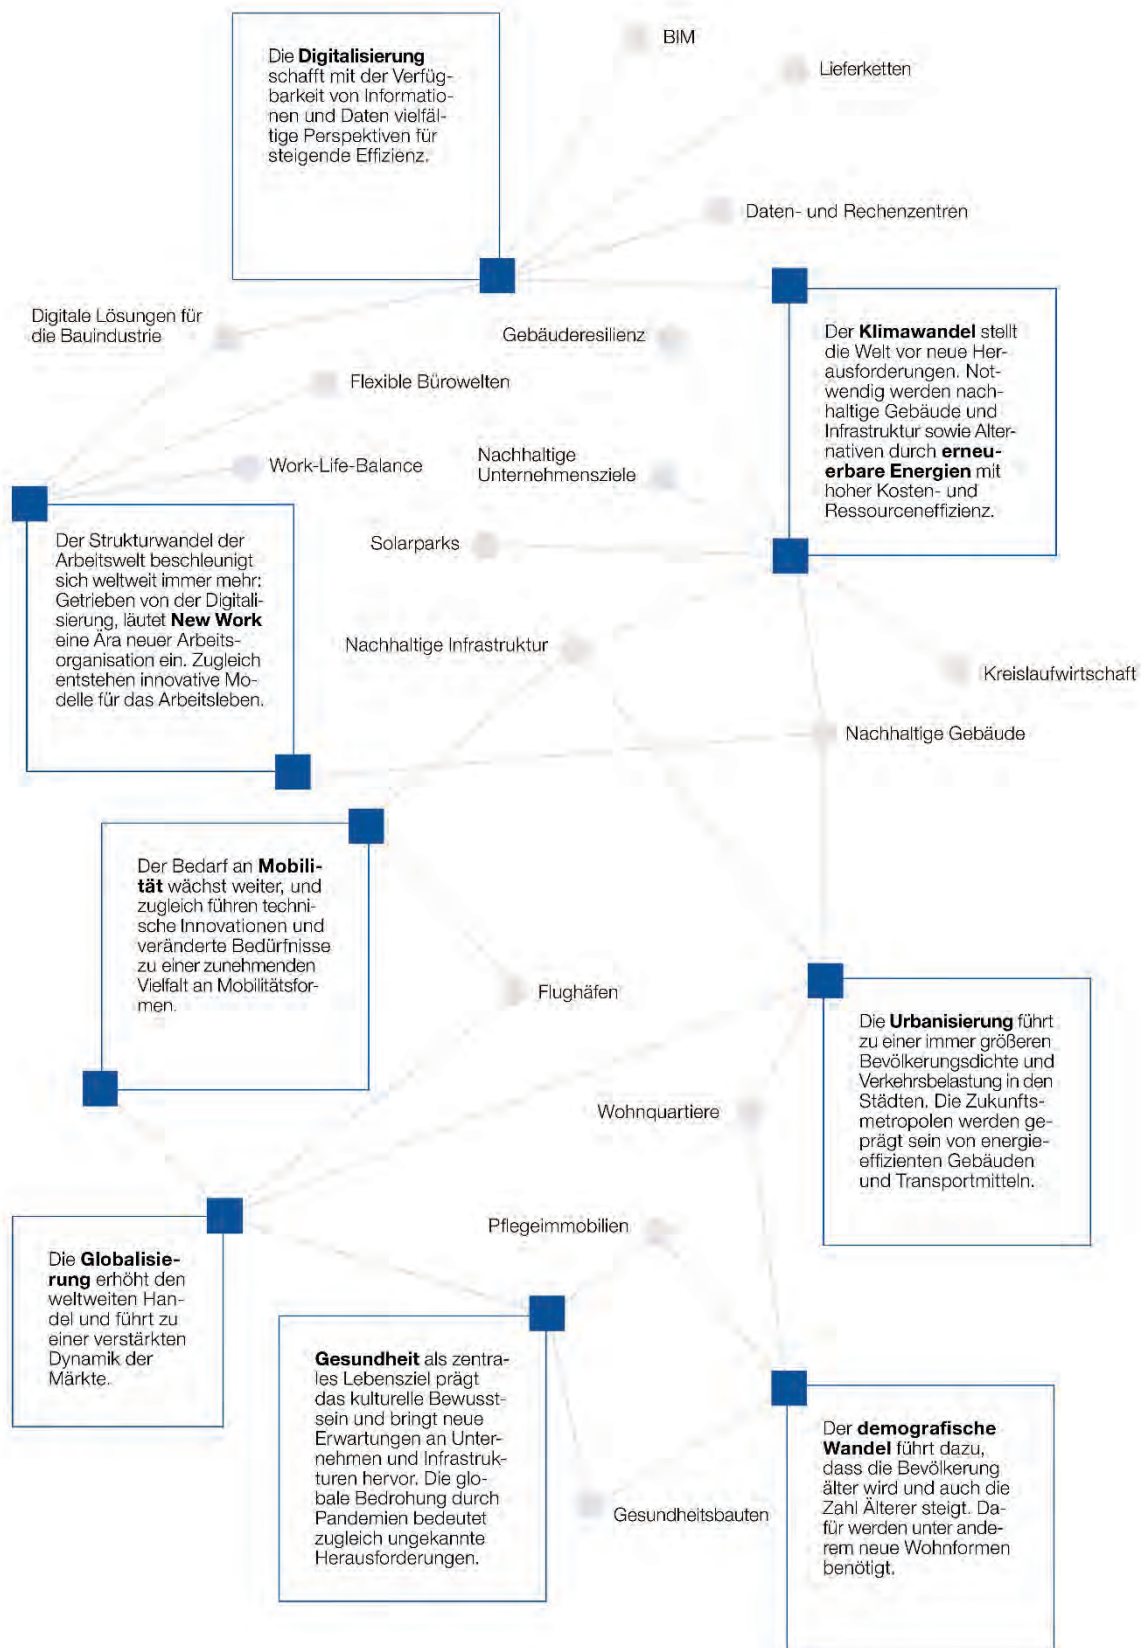 Die Digitalisierung
schafft mit der Verfüg-
barkeit von Informatio-
nen und Daten vielfäl-
tige Perspektiven für
steigende Effizienz.
BIM
Lieferketten
Daten- und Rechenzentren
Digitale Lösungen für
die Bauindustrie
Gebäuderesilienz
Flexible Bürowelten
Work-Life-Balance
Nachhaltige
Unternehmensziele
Der Klimawandel stellt
die Welt vor neue Her-
ausforderungen. Not-
wendig werden nach-
haltige Gebäude und
Infrastruktur sowie Alter-
nativen durch erneu-
erbare Energien mit
hoher Kosten- und
Ressourceneffizienz.
Solarparks
Der Strukturwandel der
Arbeitswelt beschleunigt
sich weltweit immer mehr:
Getrieben von der Digitali-
sierung, läutet New Work
eine Ära neuer Arbeits-
organisation ein. Zugleich
entstehen innovative Mo-
delle für das Arbeitsleben.
Nachhaltige Infrastruktur
Kreislaufwirtschaft
Nachhaltige Gebäude
Der Bedarf an Mobili-
tät wächst weiter, und
zugleich führen techni-
sche Innovationen und
veränderte Bedürfnisse
zu einer zunehmenden
Vielfalt an Mobilitätsfor-
men.
Flughäfen
Die Urbanisierung führt
zu einer immer größeren
Bevölkerungsdichte und
Verkehrsbelastung in den
Städten. Die Zukunfts-
metropolen werden ge-
prägt sein von energie-
effizienten Gebäuden
und Transportmitteln.
Wohnquartiere
Pflegeimmobilien
Die Globalisie-
rung erhöht den
weltweiten Han-
del und führt zu
einer verstärkten
Dynamik der
Märkte.
Gesundheit als zentra-
les Lebensziel prägt
das kulturelle Bewusst-
sein und bringt neue
Erwartungen an Unter-
nehmen und Infrastruk-
turen hervor. Die glo-
bale Bedrohung durch
Pandemien bedeutet
zugleich ungekannte
Herausforderungen.
Gesundheitsbauten
Der demografische
Wandel führt dazu,
dass die Bevölkerung
älter wird und auch die
Zahl Älterer steigt. Da-
für werden unter ande-
rem neue Wohnformen
benötigt.